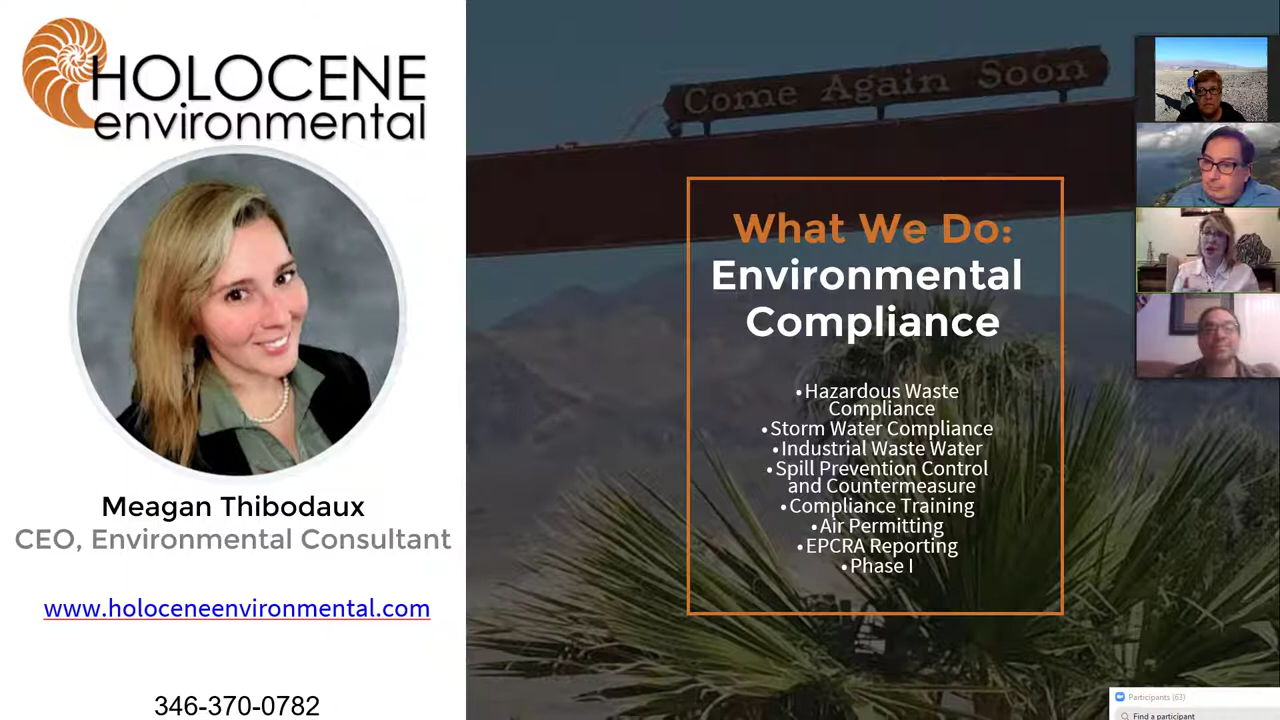 HOLOCENE
environmental
Meagan Thibodaux
CEO, Environmental Consultant
www.holoceneenvironmental.com
346-370-0782
Come Again Soon
What We Do:
Environmental
Compliance
•Hazardous Waste
Compliance
•Storm Water Compliance
•Industrial Waste Water
•Spill Prevention Control
and Countermeasure
•Compliance Training
•Air Permitting
•EPCRA Reporting
•Phase I
Participants (63)
Find a participant